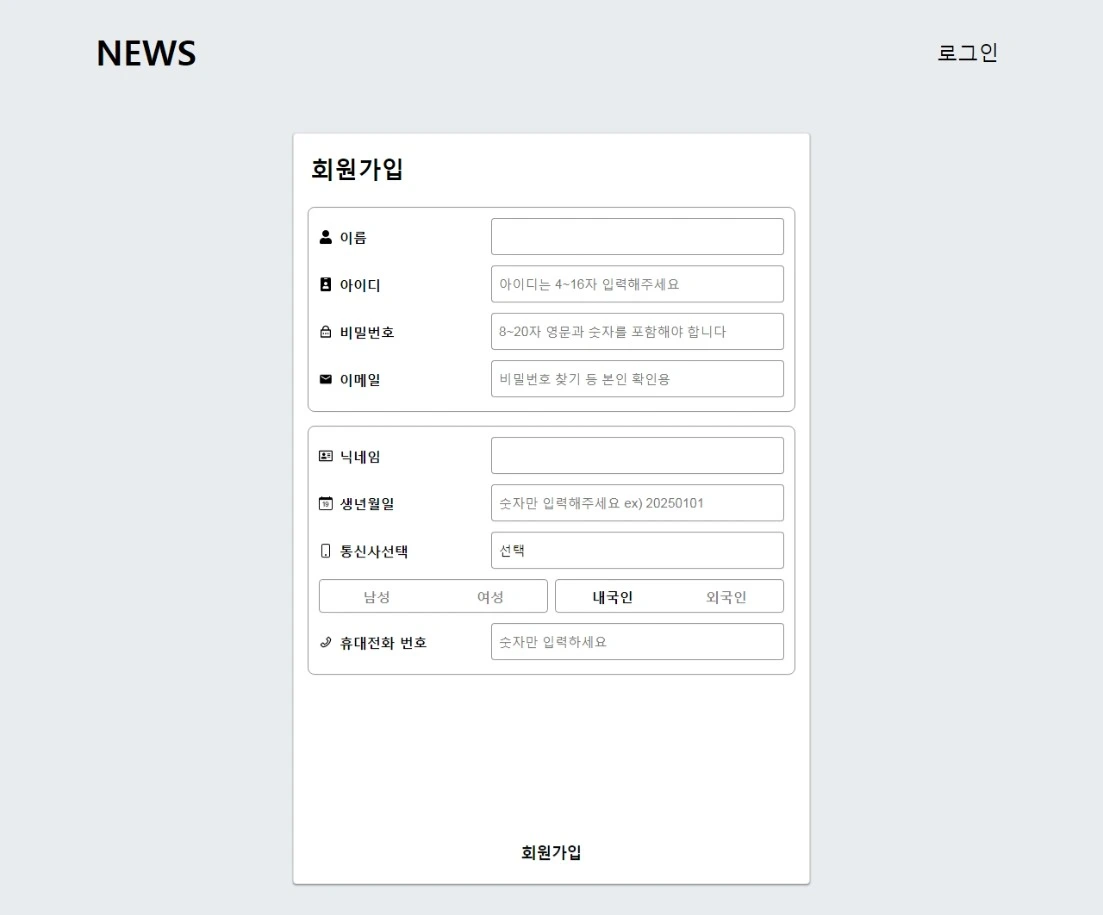 NEWS
로그인
회원가입
이름
아이디 아이디는 4~16자 입력해주세요
비밀번호 8~20자 영문과 숫자를 포함해야 합니다
이메일 비밀번호 찾기 등 본인 확인용
닉네임
생년월일 숫자만 입력해주세요 ex) 20250101
통신사선택 선택
남성 여성 내국인 외국인
휴대전화 번호 숫자만 입력하세요
회원가입